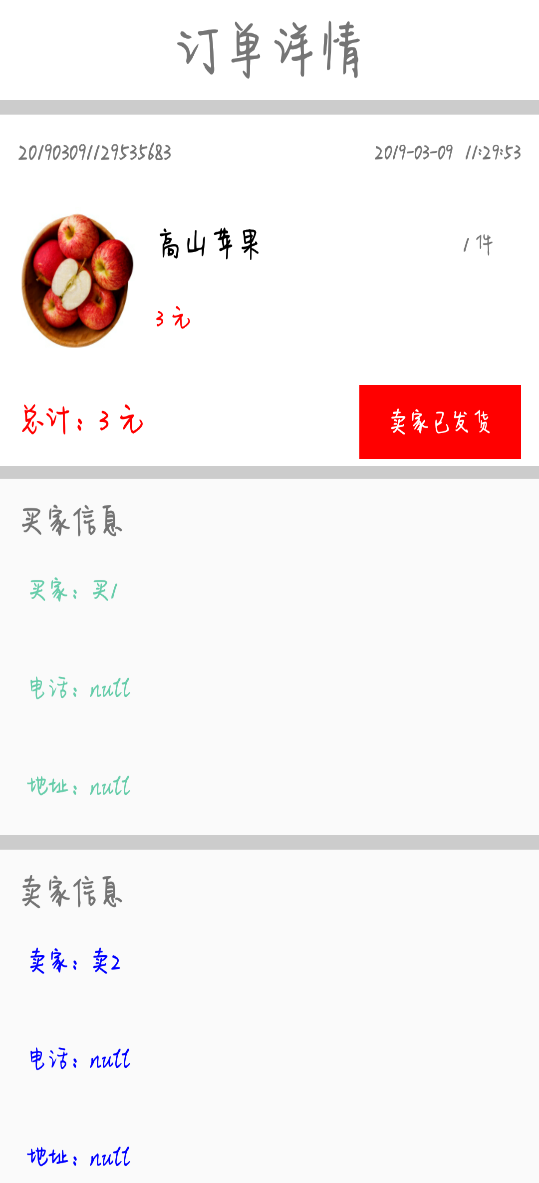 订单详情
201903091129535683
2019-03-09 11:29:53
高山苹果
1 件
3 元
总计：3 元
卖家已发货
买家信息
买家：买1
电话：null
地址：null
卖家信息
卖家：卖2
电话：null
地址：null